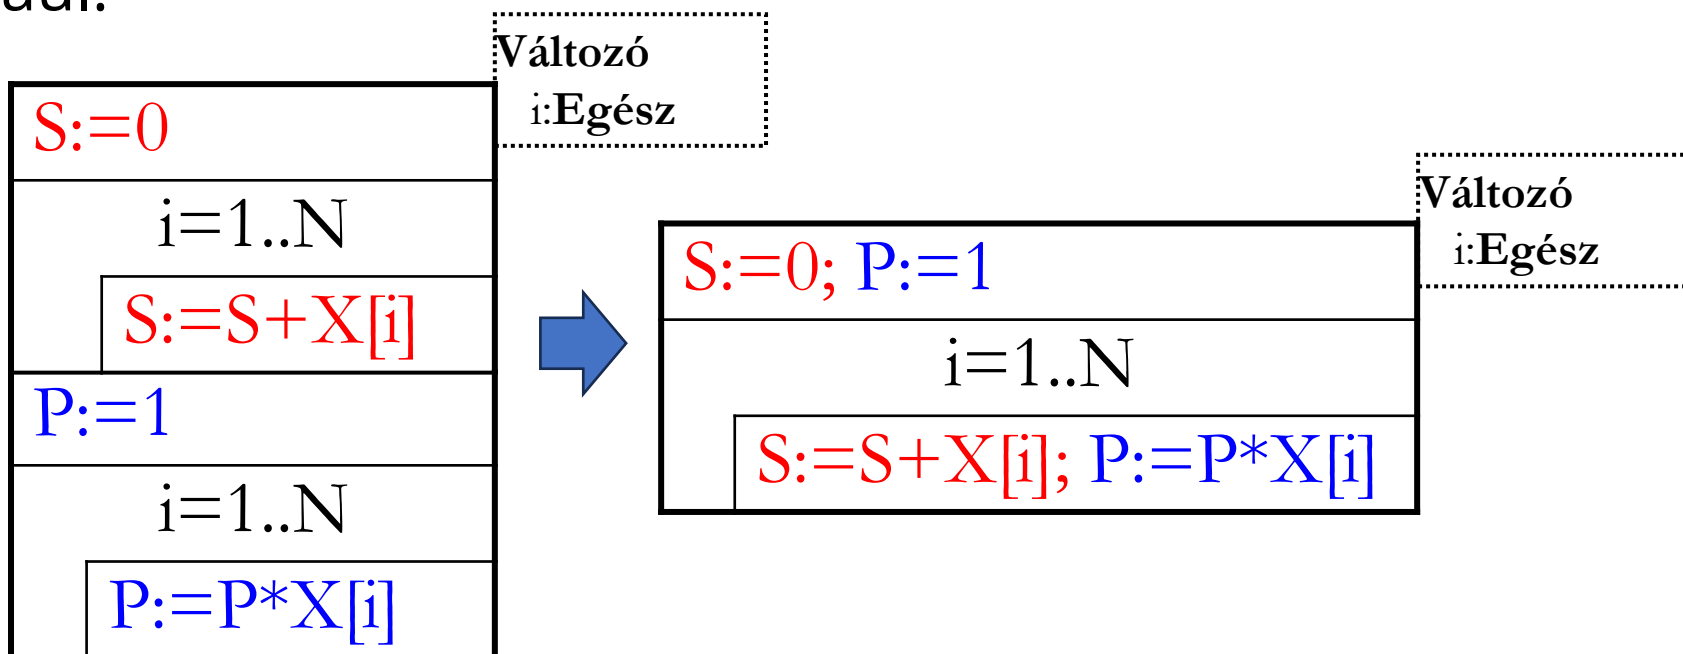 Változó
i:Egész
S:=0
i=1..N
S:=S+X[i]
P:=1
i=1..N
P:=P*X[i]
Változó
i:Egész
S:=0; P:=1
i=1..N
S:=S+X[i]; P:=P*X[i]